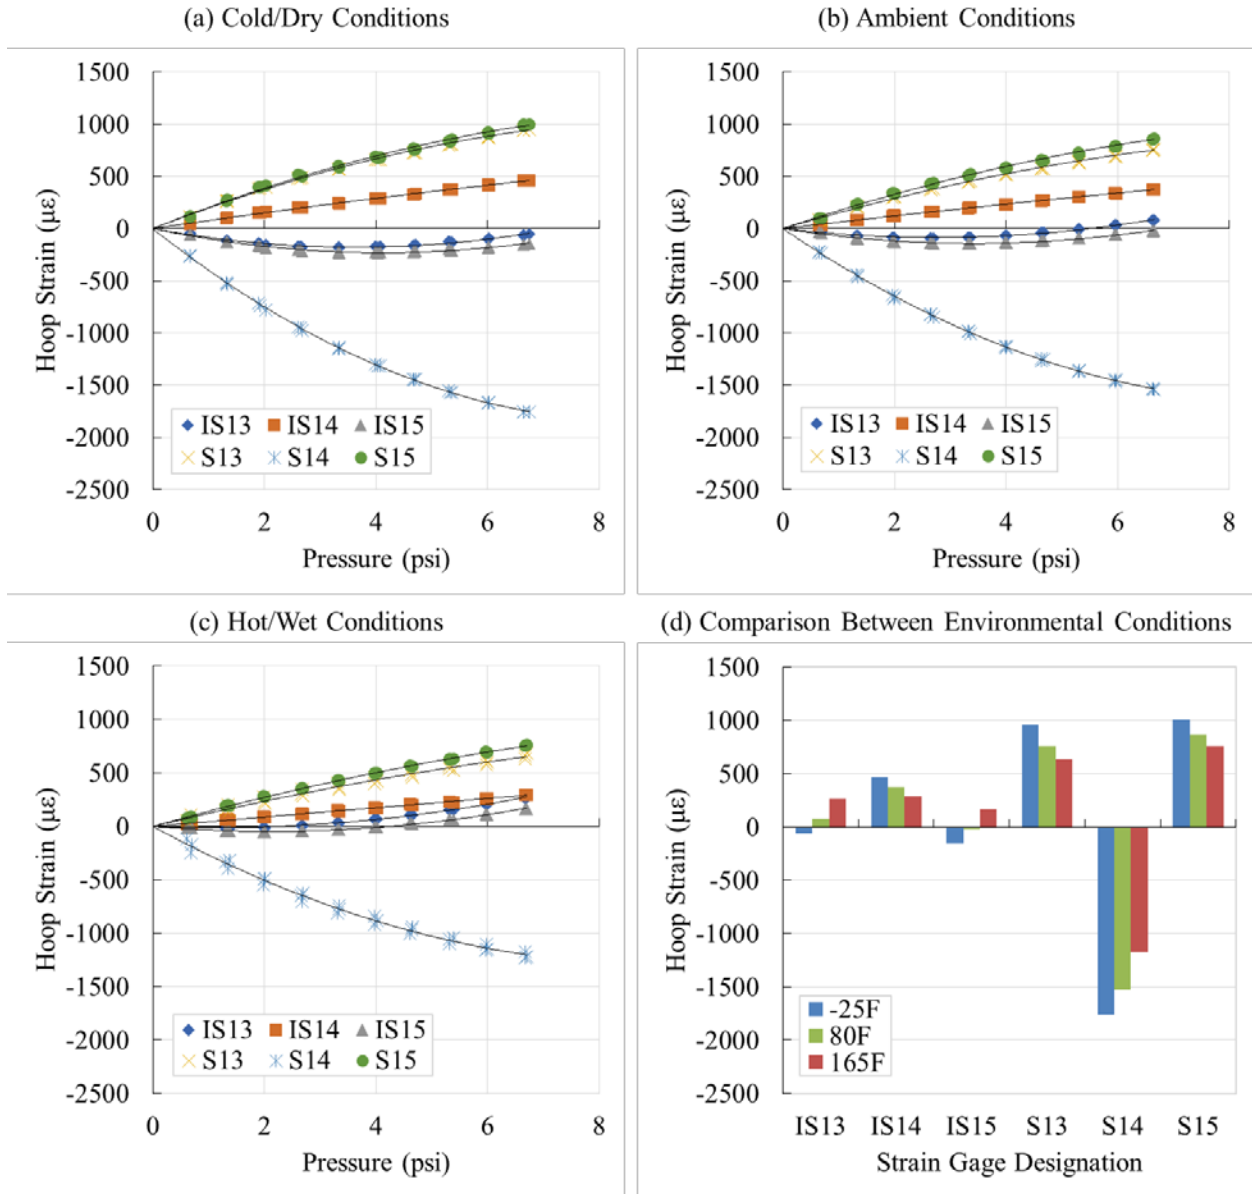 (a) Cold/Dry Conditions
1500
1000
500
0
-500
-1000
-1500
-2000
-2500
Hoop Strain (με)
IS13 IS14 IS15
S13 S14 S15
0 2 4 6 8
Pressure (psi)
(b) Ambient Conditions
1500
1000
500
0
-500
-1000
-1500
-2000
-2500
Hoop Strain (με)
IS13 IS14 IS15
S13 S14 S15
0 2 4 6 8
Pressure (psi)
(c) Hot/Wet Conditions
1500
1000
500
0
-500
-1000
-1500
-2000
-2500
Hoop Strain (με)
IS13 IS14 IS15
S13 S14 S15
0 2 4 6 8
Pressure (psi)
(d) Comparison Between Environmental Conditions
1500
1000
500
0
-500
-1000
-1500
-2000
-2500
Hoop Strain (με)
-25F
80F
165F
IS13 IS14 IS15 S13 S14 S15
Strain Gage Designation